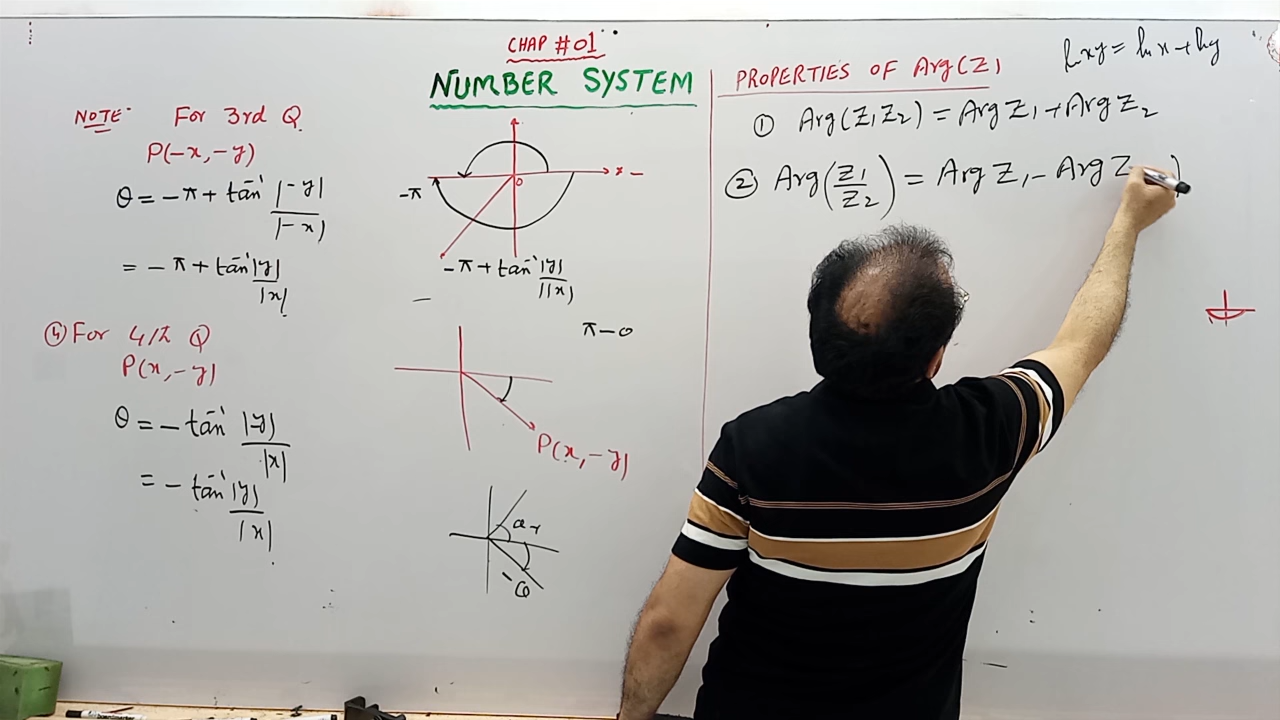 CHAP #01
NUMBER SYSTEM
NOTE: For 3rd Q
P(-x, -y)
θ = -π + tan⁻¹ |-y|/|-x|
= -π + tan⁻¹ |y|/|x|
④ For 4th Q
P(x, -y)
θ = -tan⁻¹ |-y|/|x|
= -tan⁻¹ |y|/|x|
x
0
-π
-π + tan⁻¹ |y|/|x|
π - θ
P(x, -y)
-θ
ln xy = ln x + ln y
PROPERTIES OF Arg(Z)
① Arg(Z₁Z₂) = Arg Z₁ + Arg Z₂
② Arg(Z₁/Z₂) = Arg Z₁ - Arg Z